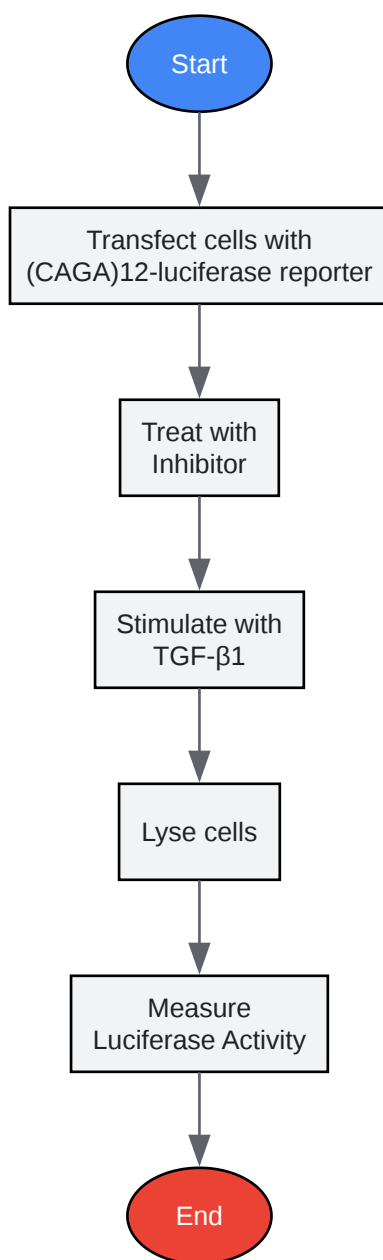 Start
Transfect cells with
(CAGA)12-luciferase reporter
Treat with
Inhibitor
Stimulate with
TGF-β1
Lyse cells
Measure
Luciferase Activity
End